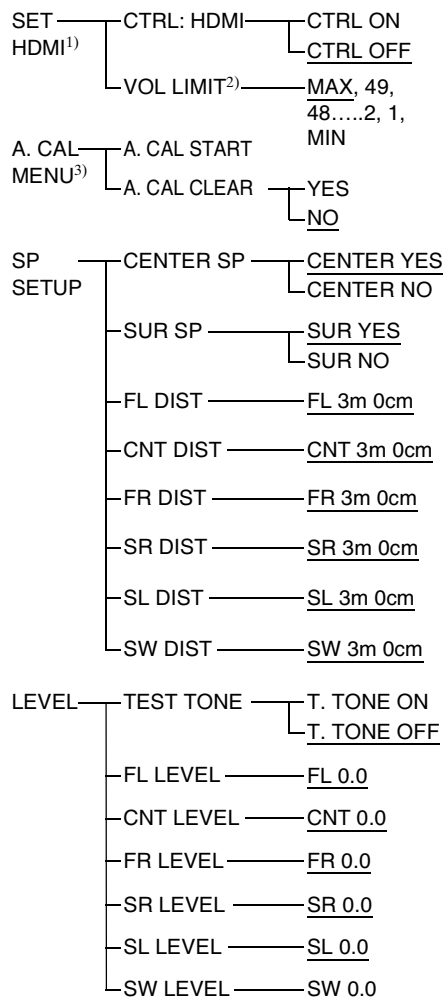 SET HDMI1) CTRL: HDMI CTRL ON
CTRL OFF
VOL LIMIT2) MAX, 49, 48.....2, 1, MIN
A. CAL MENU3) A. CAL START
A. CAL CLEAR YES
NO
SP SETUP CENTER SP CENTER YES
CENTER NO
SUR SP SUR YES
SUR NO
FL DIST FL 3m 0cm
CNT DIST CNT 3m 0cm
FR DIST FR 3m 0cm
SR DIST SR 3m 0cm
SL DIST SL 3m 0cm
SW DIST SW 3m 0cm
LEVEL TEST TONE T. TONE ON
T. TONE OFF
FL LEVEL FL 0.0
CNT LEVEL CNT 0.0
FR LEVEL FR 0.0
SR LEVEL SR 0.0
SL LEVEL SL 0.0
SW LEVEL SW 0.0